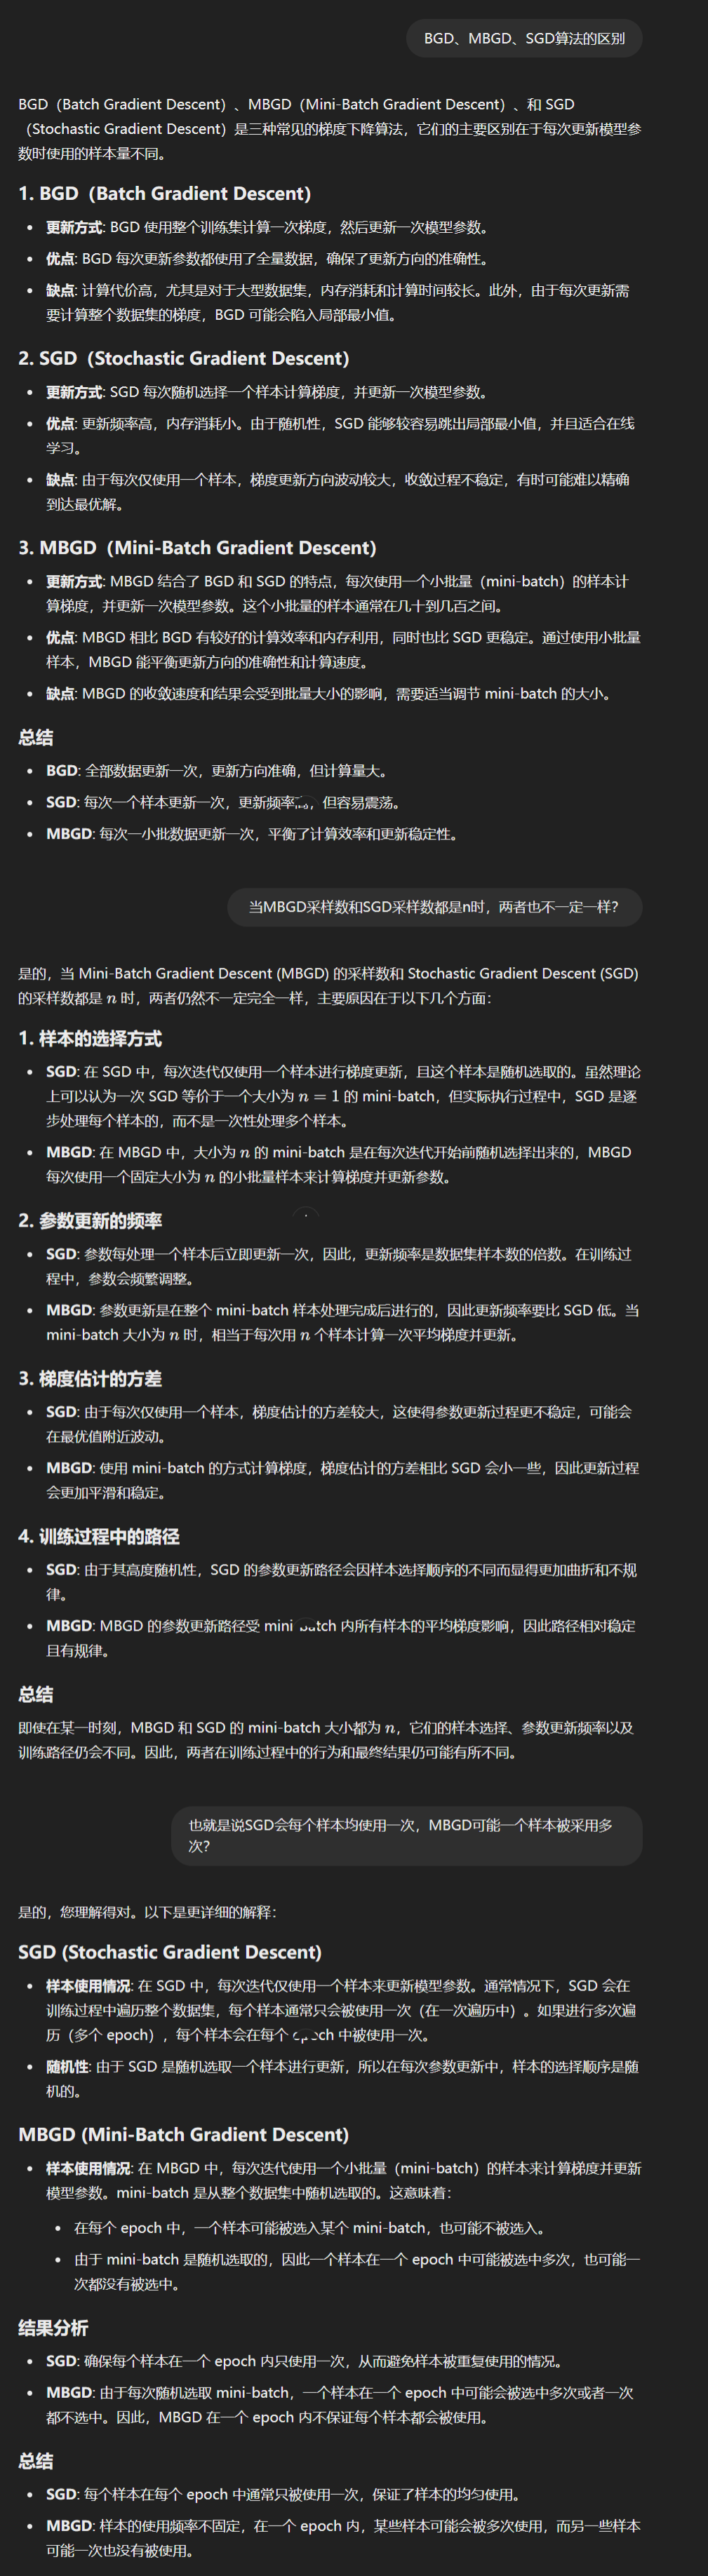 BGD、MBGD、SGD算法的区别
BGD（Batch Gradient Descent）、MBGD（Mini-Batch Gradient Descent）、和 SGD
（Stochastic Gradient Descent）是三种常见的梯度下降算法，它们的主要区别在于每次更新模型参
数时使用的样本量不同。
1. BGD（Batch Gradient Descent）
• 更新方式: BGD 使用整个训练集计算一次梯度，然后更新一次模型参数。
• 优点: BGD 每次更新参数都使用了全量数据，确保了更新方向的准确性。
• 缺点: 计算代价高，尤其是对于大型数据集，内存消耗和计算时间较长。此外，由于每次更新需
要计算整个数据集的梯度，BGD 可能会陷入局部最小值。
2. SGD（Stochastic Gradient Descent）
• 更新方式: SGD 每次随机选择一个样本计算梯度，并更新一次模型参数。
• 优点: 更新频率高，内存消耗小。由于随机性，SGD 能够较容易跳出局部最小值，并且适合在线
学习。
• 缺点: 由于每次仅使用一个样本，梯度更新方向波动较大，收敛过程不稳定，有时可能难以精确
到达最优解。
3. MBGD（Mini-Batch Gradient Descent）
• 更新方式: MBGD 结合了 BGD 和 SGD 的特点，每次使用一个小批量（mini-batch）的样本计
算梯度，并更新一次模型参数。这个小批量的样本通常在几十到几百之间。
• 优点: MBGD 相比 BGD 有较好的计算效率和内存利用，同时也比 SGD 更稳定。通过使用小批量
样本，MBGD 能平衡更新方向的准确性和计算速度。
• 缺点: MBGD 的收敛速度和结果会受到批量大小的影响，需要适当调节 mini-batch 的大小。
总结
• BGD: 全部数据更新一次，更新方向准确，但计算量大。
• SGD: 每次一个样本更新一次，更新频率高，但容易震荡。
• MBGD: 每次一小批数据更新一次，平衡了计算效率和更新稳定性。
当MBGD采样数和SGD采样数都是n时，两者也不一定一样？
是的，当 Mini-Batch Gradient Descent (MBGD) 的采样数和 Stochastic Gradient Descent (SGD)
的采样数都是 n 时，两者仍然不一定完全一样，主要原因在于以下几个方面：
1. 样本的选择方式
• SGD: 在 SGD 中，每次迭代仅使用一个样本进行梯度更新，且这个样本是随机选取的。虽然理论
上可以认为一次 SGD 等价于一个大小为 n = 1 的 mini-batch，但实际执行过程中，SGD 是逐
步处理每个样本的，而不是一次性处理多个样本。
• MBGD: 在 MBGD 中，大小为 n 的 mini-batch 是在每次迭代开始前随机选择出来的，MBGD
每次使用一个固定大小为 n 的小批量样本来计算梯度并更新参数。
2. 参数更新的频率
• SGD: 参数每处理一个样本后立即更新一次，因此，更新频率是数据集样本数的倍数。在训练过
程中，参数会频繁调整。
• MBGD: 参数更新是在整个 mini-batch 样本处理完成后进行的，因此更新频率要比 SGD 低。当
mini-batch 大小为 n 时，相当于每次用 n 个样本计算一次平均梯度并更新。
3. 梯度估计的方差
• SGD: 由于每次仅使用一个样本，梯度估计的方差较大，这使得参数更新过程更不稳定，可能会
在最优值附近波动。
• MBGD: 使用 mini-batch 的方式计算梯度，梯度估计的方差相比 SGD 会小一些，因此更新过程
会更加平滑和稳定。
4. 训练过程中的路径
• SGD: 由于其高度随机性，SGD 的参数更新路径会因样本选择顺序的不同而显得更加曲折和不规
律。
• MBGD: MBGD 的参数更新路径受 mini-batch 内所有样本的平均梯度影响，因此路径相对稳定
且有规律。
总结
即使在某一时刻，MBGD 和 SGD 的 mini-batch 大小都为 n，它们的样本选择、参数更新频率以及
训练路径仍会不同。因此，两者在训练过程中的行为和最终结果仍可能有所不同。
也就是说SGD会每个样本均使用一次，MBGD可能一个样本被采用多
次？
是的，您理解得对。以下是更详细的解释：
SGD (Stochastic Gradient Descent)
• 样本使用情况: 在 SGD 中，每次迭代仅使用一个样本来更新模型参数。通常情况下，SGD 会在
训练过程中遍历整个数据集，每个样本通常只会被使用一次（在一次遍历中）。如果进行多次遍
历（多个 epoch），每个样本会在每个 epoch 中被使用一次。
• 随机性: 由于 SGD 是随机选取一个样本进行更新，所以在每次参数更新中，样本的选择顺序是随
机的。
MBGD (Mini-Batch Gradient Descent)
• 样本使用情况: 在 MBGD 中，每次迭代使用一个小批量（mini-batch）的样本来计算梯度并更新
模型参数。mini-batch 是从整个数据集中随机选取的。这意味着：
• 在每个 epoch 中，一个样本可能被选入某个 mini-batch，也可能不被选入。
• 由于 mini-batch 是随机选取的，因此一个样本在一个 epoch 中可能被选中多次，也可能一
次都没有被选中。
结果分析
• SGD: 确保每个样本在一个 epoch 内只使用一次，从而避免样本被重复使用的情况。
• MBGD: 由于每次随机选取 mini-batch，一个样本在一个 epoch 中可能会被选中多次或者一次
都不选中。因此，MBGD 在一个 epoch 内不保证每个样本都会被使用。
总结
• SGD: 每个样本在每个 epoch 中通常只被使用一次，保证了样本的均匀使用。
• MBGD: 样本的使用频率不固定，在一个 epoch 内，某些样本可能会被多次使用，而另一些样本
可能一次也没有被使用。